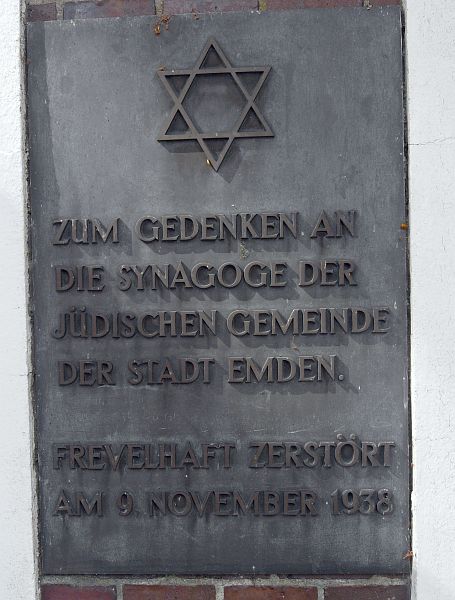 ZUM GEDENKEN AN
DIE SYNAGOGE DER
JÜDISCHEN GEMEINDE
DER STADT EMDEN.
FREVELHAFT ZERSTÖRT
AM 9. NOVEMBER 1938